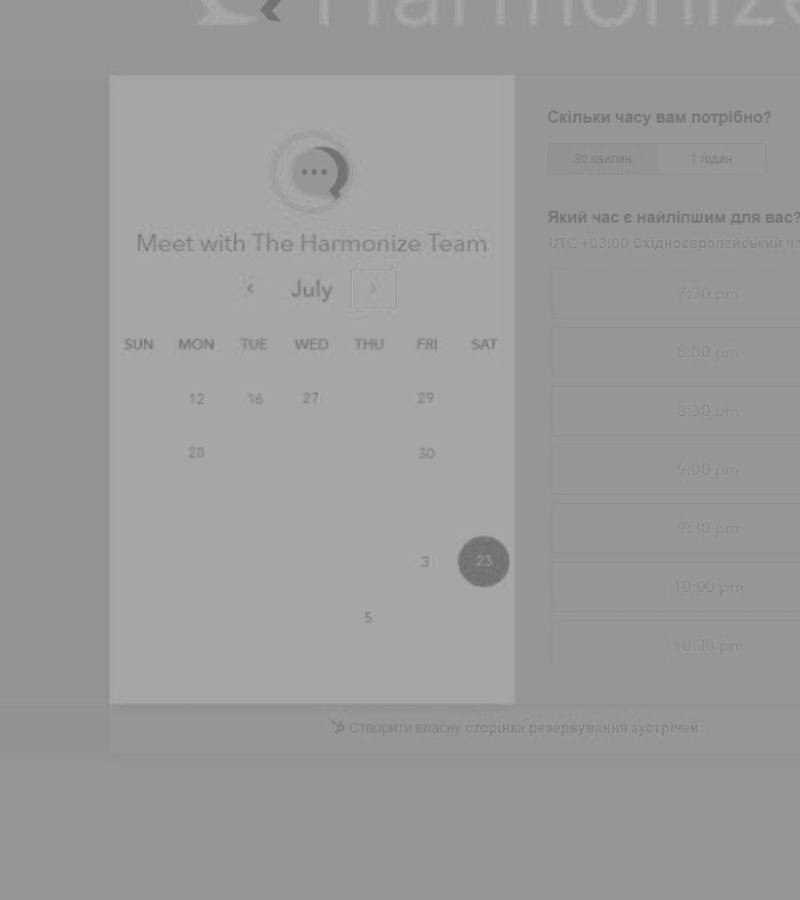 Harmonize
Meet with The Harmonize Team
July
SUN MON TUE WED THU FRI SAT
12 16 27 29
20 30
3 23
5
Скільки часу вам потрібно?
30 хвилин 1 годин
Який час є найліпшим для вас?
UTC +03:00 Східноєвропейський
7:30 pm
8:00 pm
8:30 pm
9:00 pm
9:30 pm
10:00 pm
10:30 pm
Створити власну сторінка резервування зустрічей